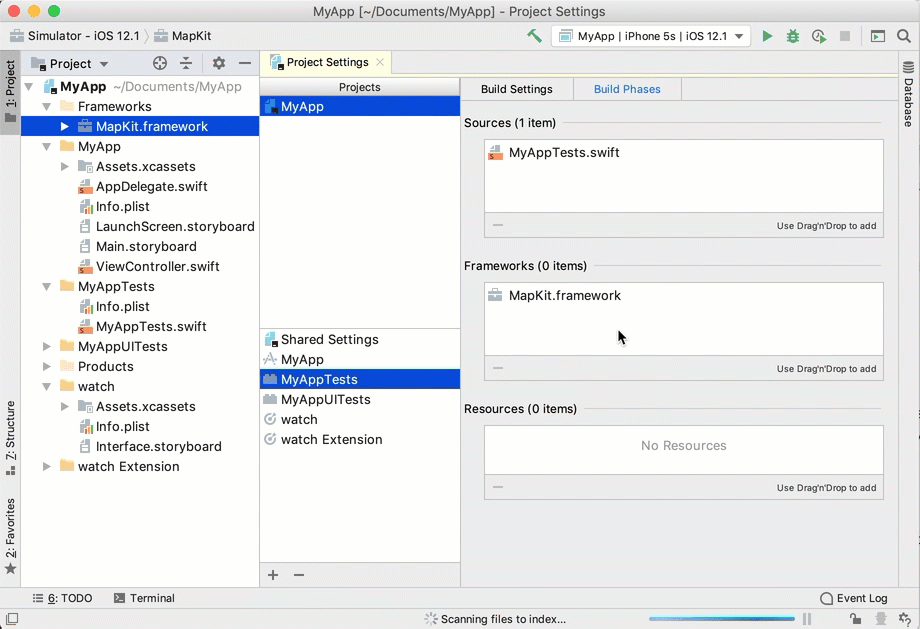 MyApp [~/Documents/MyApp] - Project Settings
Simulator - iOS 12.1
MapKit
MyApp | iPhone 5s | iOS 12.1
1: Project
Z: Structure
2: Favorites
Project
MyApp ~/Documents/MyApp
Frameworks
MapKit.framework
MyApp
Assets.xcassets
AppDelegate.swift
Info.plist
LaunchScreen.storyboard
Main.storyboard
ViewController.swift
MyAppTests
Info.plist
MyAppTests.swift
MyAppUITests
Products
watch
Assets.xcassets
Info.plist
Interface.storyboard
watch Extension
Project Settings
Projects
MyApp
Shared Settings
MyApp
MyAppTests
MyAppUITests
watch
watch Extension
Build Settings
Build Phases
Sources (1 item)
MyAppTests.swift
Use Drag'n'Drop to add
Frameworks (0 items)
MapKit.framework
Use Drag'n'Drop to add
Resources (0 items)
No Resources
Use Drag'n'Drop to add
Database
6: TODO
Terminal
Event Log
Scanning files to index...